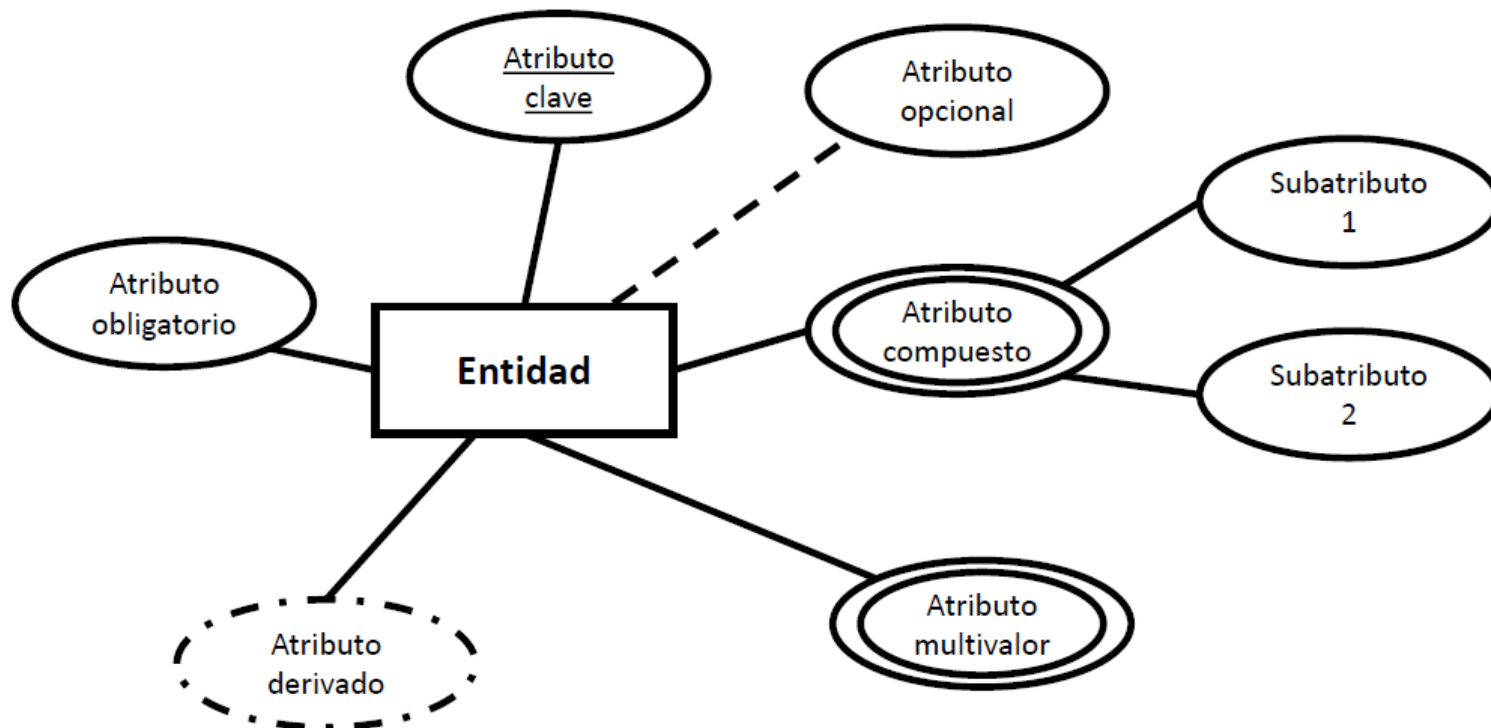 Atributo
clave
Atributo
opcional
Subatributo
1
Atributo
obligatorio
Atributo
compuesto
Entidad
Subatributo
2
Atributo
multivalor
Atributo
derivado